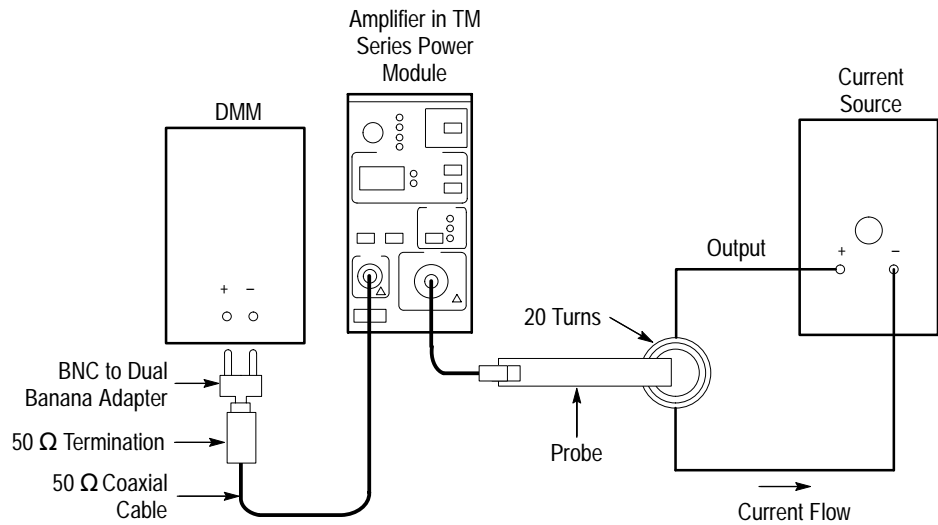 Amplifier in TM
Series Power
Module
Current
Source
DMM
+ −
Output
+ −
20 Turns
BNC to Dual
Banana Adapter
50 Ω Termination
Probe
50 Ω Coaxial
Cable
Current Flow